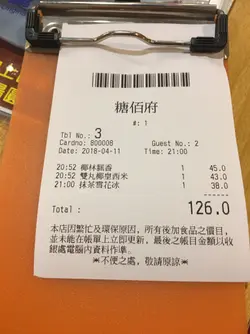 糖佰府
#: 1
Tbl No.: 3
Cardno: 800008 Guest No.: 2
Date: 2018-04-11 Time: 21:00
20:52 椰林飄香 1 45.0
20:52 雙丸椰皇西米 1 43.0
21:00 抹茶雪花冰 1 38.0
Total : 126.0
本店因繁忙及環保原因，所有後加食品之價目，
並未能在帳單上立即更新，最後之帳目金額以收
銀處電腦內資料作準。
※不便之處，敬請原諒※